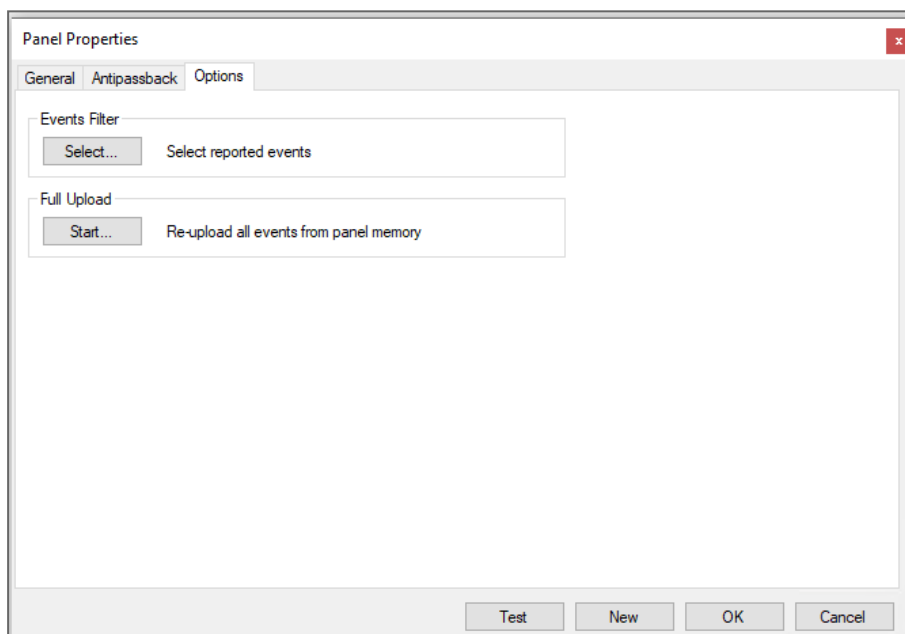 Panel Properties
x
General Antipassback Options
Events Filter
Select... Select reported events
Full Upload
Start... Re-upload all events from panel memory
Test New OK Cancel